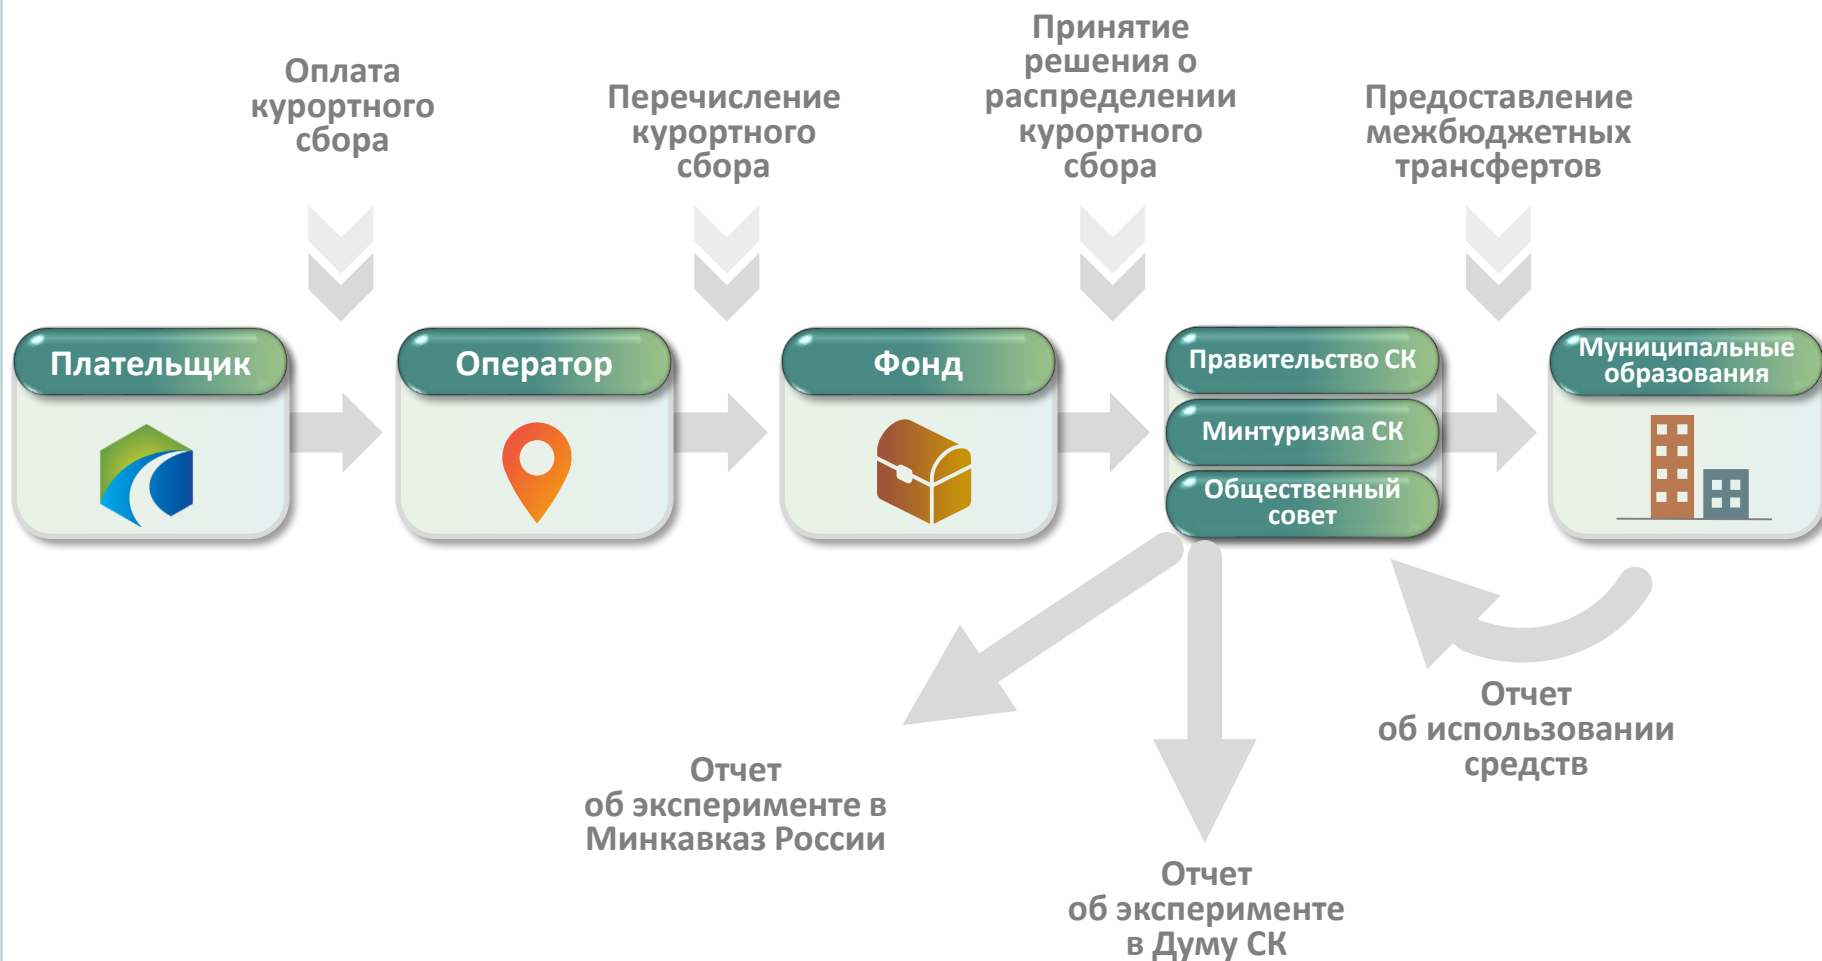 Оплата
курортного
сбора
Перечисление
курортного
сбора
Принятие
решения о
распределении
курортного
сбора
Предоставление
межбюджетных
трансфертов
Плательщик
Оператор
Фонд
Правительство СК
Минтуризма СК
Общественный
совет
Муниципальные
образования
Отчет
об использовании
средств
Отчет
об эксперименте в
Минкавказ России
Отчет
об эксперименте
в Думу СК